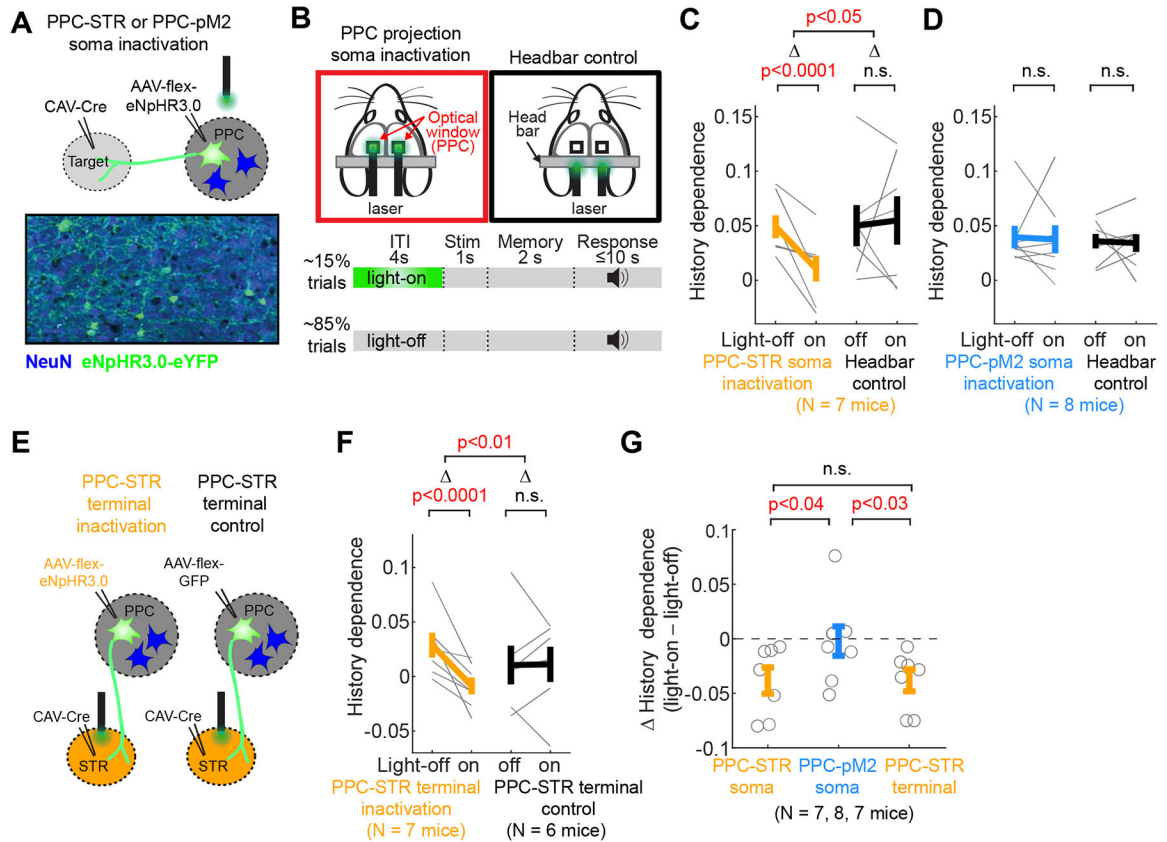 A
PPC-STR or PPC-pM2
soma inactivation
AAV-flex-
eNpHR3.0
CAV-Cre
PPC
Target
NeuN eNpHR3.0-eYFP
B
PPC projection
soma inactivation
Headbar control
Optical
window
(PPC)
Head
bar
laser
laser
ITI
4s
Stim
1s
Memory
2 s
Response
≤10 s
~15%
trials
light-on
~85%
trials
light-off
C
p<0.05
Δ
Δ
p<0.0001
n.s.
History dependence
0.15
0.1
0.05
0
Light-off on
off on
PPC-STR soma
inactivation
Headbar
control
(N = 7 mice)
D
n.s.
n.s.
History dependence
0.15
0.1
0.05
0
Light-off on
off on
PPC-pM2 soma
inactivation
Headbar
control
(N = 8 mice)
E
PPC-STR
terminal
inactivation
PPC-STR
terminal
control
AAV-flex-
eNpHR3.0
AAV-flex-
GFP
PPC
PPC
CAV-Cre
CAV-Cre
STR
STR
F
p<0.01
Δ
Δ
p<0.0001
n.s.
History dependence
0.1
0.05
0
-0.05
Light-off on
off on
PPC-STR terminal
inactivation
(N = 7 mice)
PPC-STR terminal
control
(N = 6 mice)
G
n.s.
p<0.04
p<0.03
Δ History dependence
(light-on – light-off)
0.1
0.05
0
-0.05
-0.1
PPC-STR
soma
PPC-pM2
soma
PPC-STR
terminal
(N = 7, 8, 7 mice)